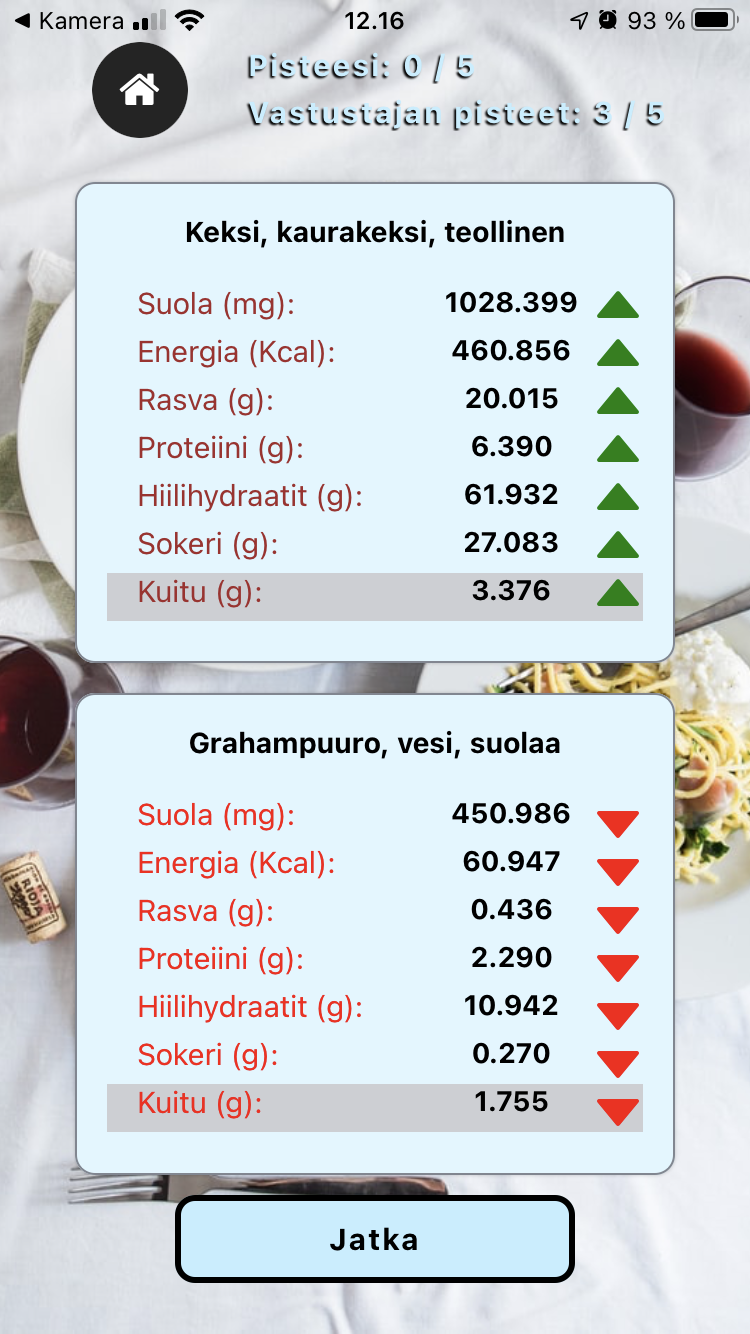 Kamera 12.16 93 %
Pisteesi: 0 / 5
Vastustajan pisteet: 3 / 5
Keksi, kaurakeksi, teollinen
Suola (mg): 1028.399
Energia (Kcal): 460.856
Rasva (g): 20.015
Proteiini (g): 6.390
Hiilihydraatit (g): 61.932
Sokeri (g): 27.083
Kuitu (g): 3.376
Grahampuuro, vesi, suolaa
Suola (mg): 450.986
Energia (Kcal): 60.947
Rasva (g): 0.436
Proteiini (g): 2.290
Hiilihydraatit (g): 10.942
Sokeri (g): 0.270
Kuitu (g): 1.755
RIOJA
Jatka